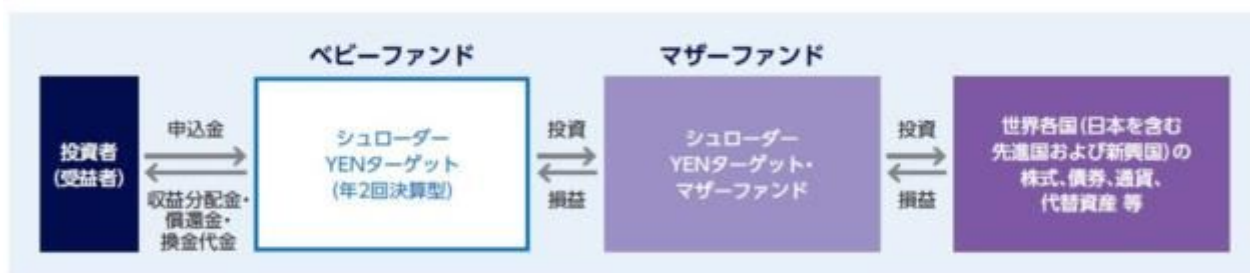 ベビーファンド
マザーファンド
投資者
(受益者)
申込金
収益分配金・
償還金・
換金代金
シュローダー
YENターゲット
(年2回決算型)
投資
損益
シュローダー
YENターゲット・
マザーファンド
投資
損益
世界各国(日本を含む
先進国および新興国)の
株式、債券、通貨、
代替資産 等